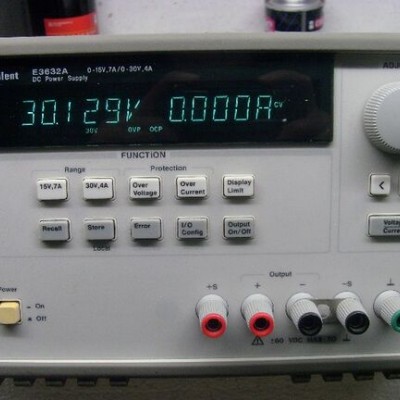 E3632A 0-15V,7A/0-30V,4A
DC Power Supply
ADJ
30.129V 0.000A CV
30V OVP OCP
FUNCTION
Range Protection
15V,7A 30V,4A Over Voltage Over Current Display Limit
<
Recall Store Error I/O Config Output On/Off
Local
Power
On
Off
Output
+S + − −S